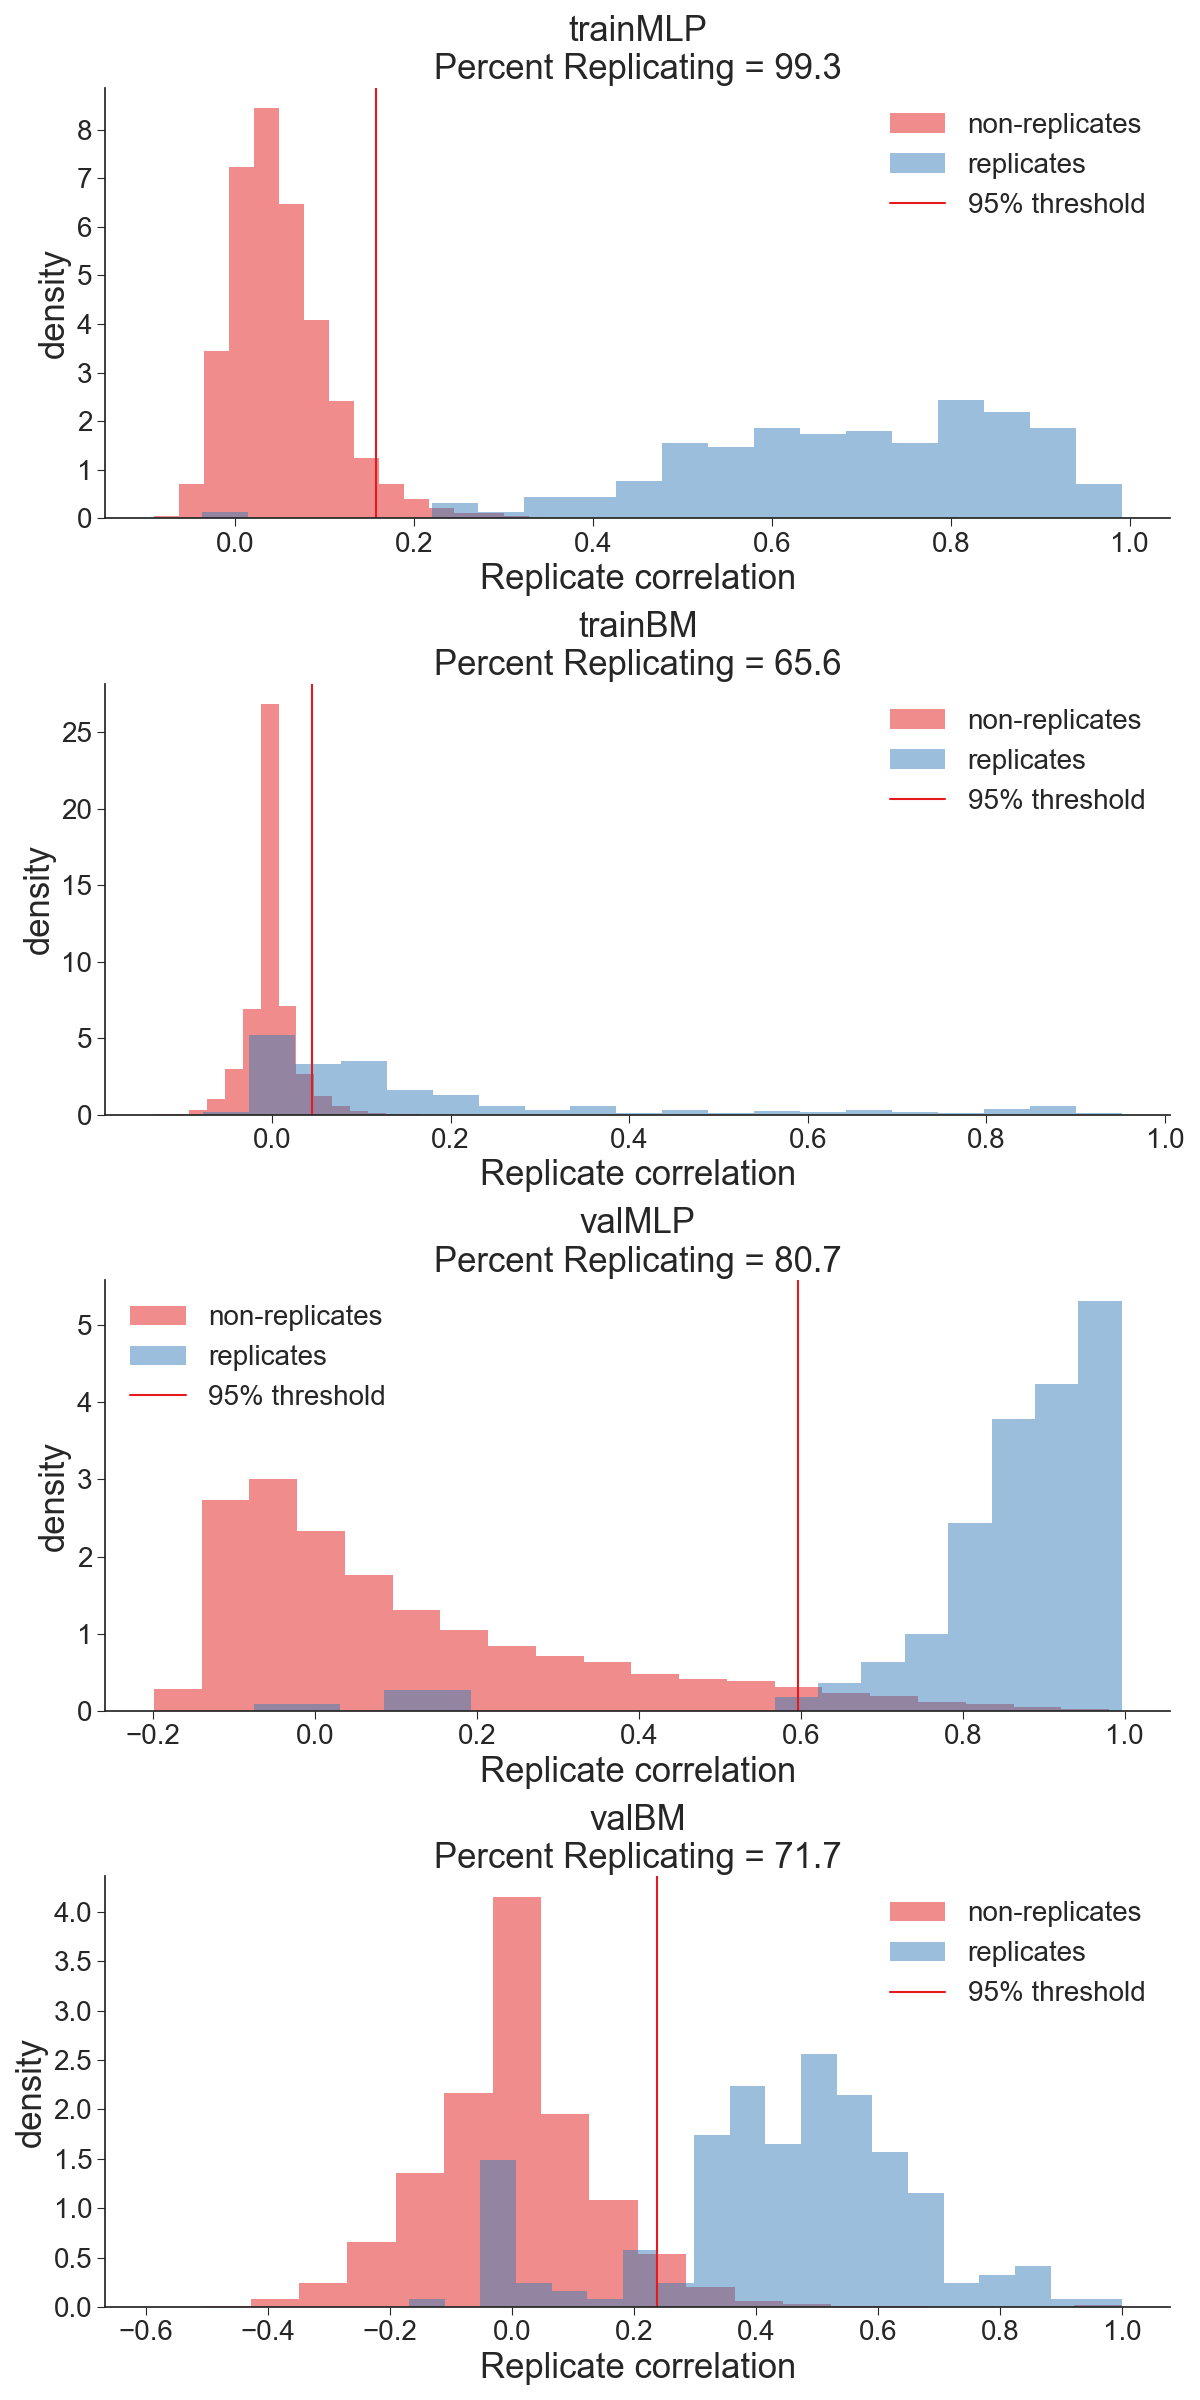 trainMLP
Percent Replicating = 99.3
non-replicates
replicates
95% threshold
density
8
7
6
5
4
3
2
1
0
0.0 0.2 0.4 0.6 0.8 1.0
Replicate correlation
trainBM
Percent Replicating = 65.6
non-replicates
replicates
95% threshold
density
25
20
15
10
5
0
0.0 0.2 0.4 0.6 0.8 1.0
Replicate correlation
valMLP
Percent Replicating = 80.7
non-replicates
replicates
95% threshold
density
5
4
3
2
1
0
−0.2 0.0 0.2 0.4 0.6 0.8 1.0
Replicate correlation
valBM
Percent Replicating = 71.7
non-replicates
replicates
95% threshold
density
4.0
3.5
3.0
2.5
2.0
1.5
1.0
0.5
0.0
−0.6 −0.4 −0.2 0.0 0.2 0.4 0.6 0.8 1.0
Replicate correlation